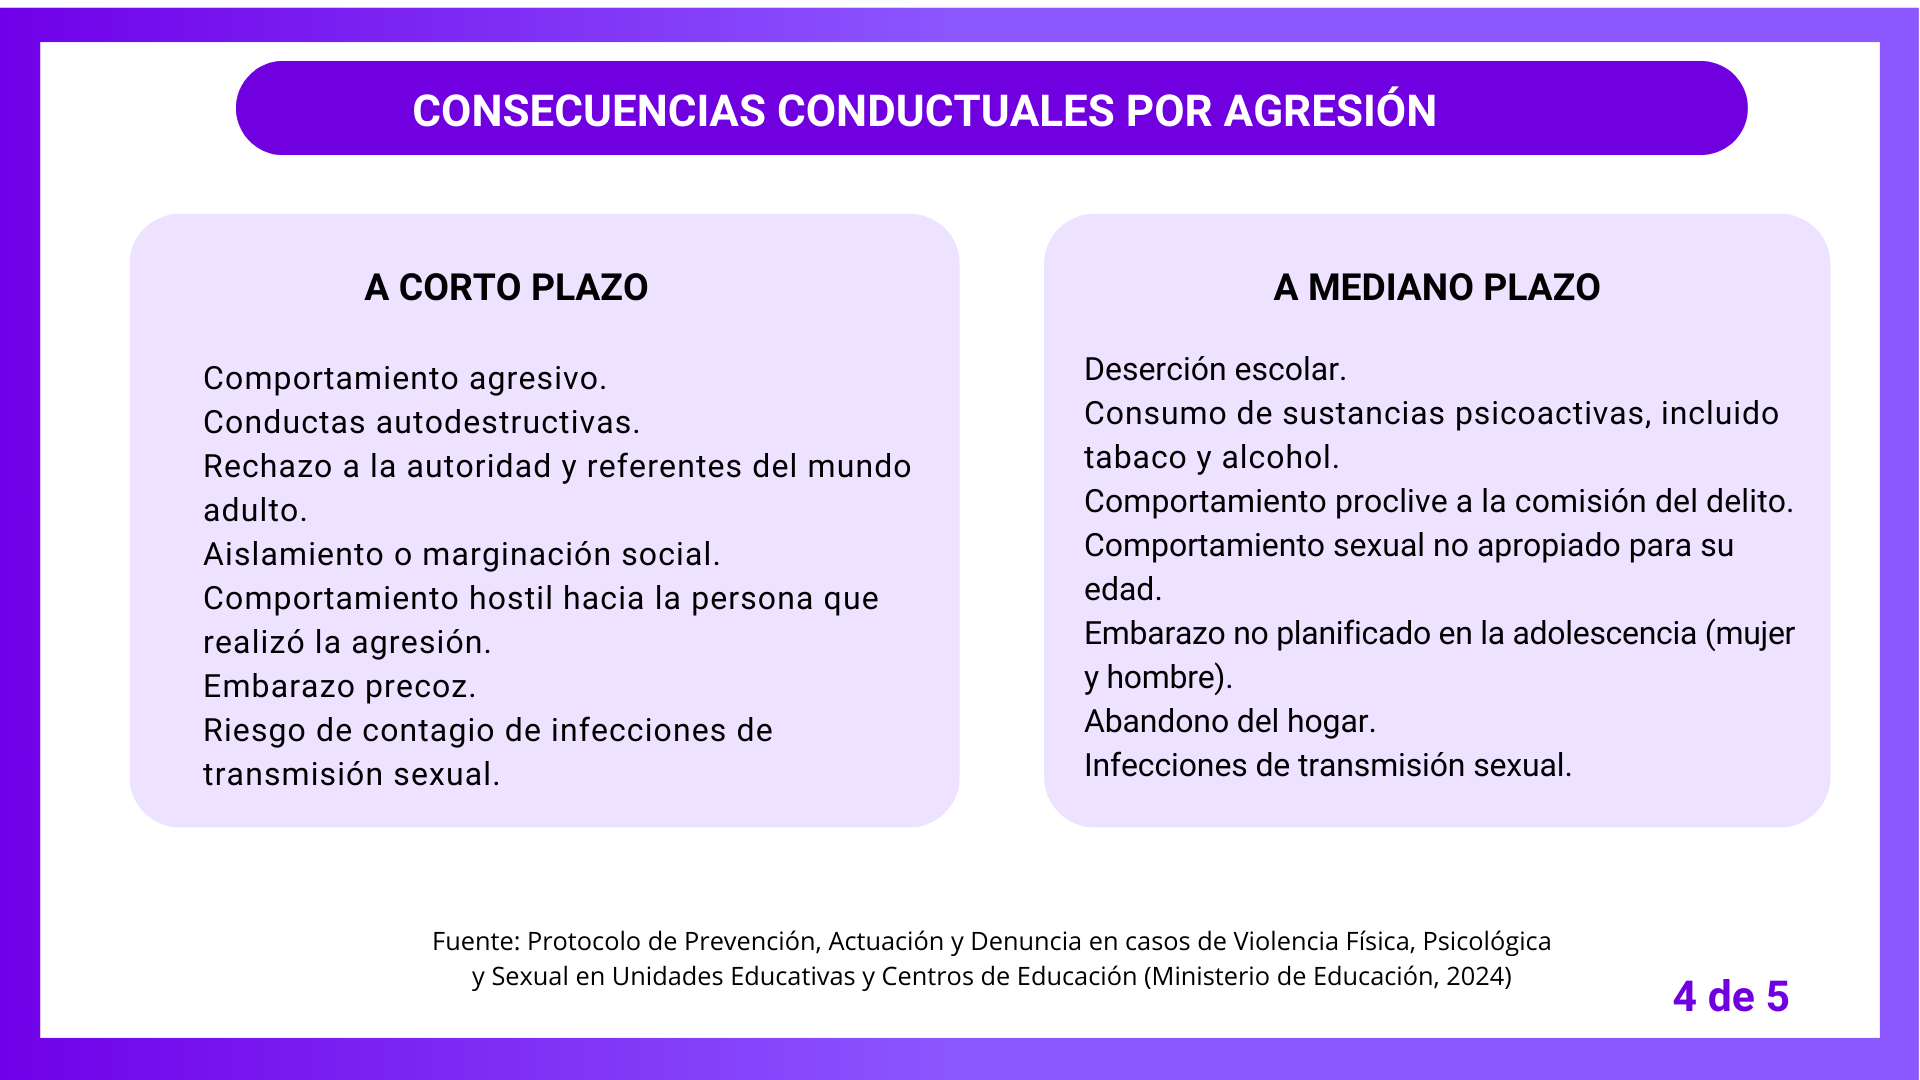 CONSECUENCIAS CONDUCTUALES POR AGRESIÓN
A CORTO PLAZO
Comportamiento agresivo.
Conductas autodestructivas.
Rechazo a la autoridad y referentes del mundo
adulto.
Aislamiento o marginación social.
Comportamiento hostil hacia la persona que
realizó la agresión.
Embarazo precoz.
Riesgo de contagio de infecciones de
transmisión sexual.
A MEDIANO PLAZO
Deserción escolar.
Consumo de sustancias psicoactivas, incluido
tabaco y alcohol.
Comportamiento proclive a la comisión del delito.
Comportamiento sexual no apropiado para su
edad.
Embarazo no planificado en la adolescencia (mujer
y hombre).
Abandono del hogar.
Infecciones de transmisión sexual.
Fuente: Protocolo de Prevención, Actuación y Denuncia en casos de Violencia Física, Psicológica
y Sexual en Unidades Educativas y Centros de Educación (Ministerio de Educación, 2024)
4 de 5